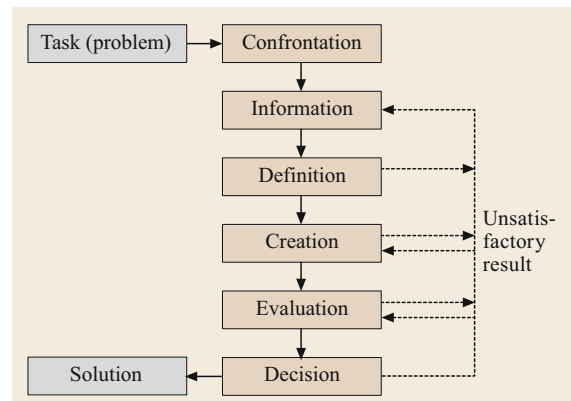 Task (problem)
Confrontation
Information
Definition
Creation
Unsatis-
factory
result
Evaluation
Solution
Decision